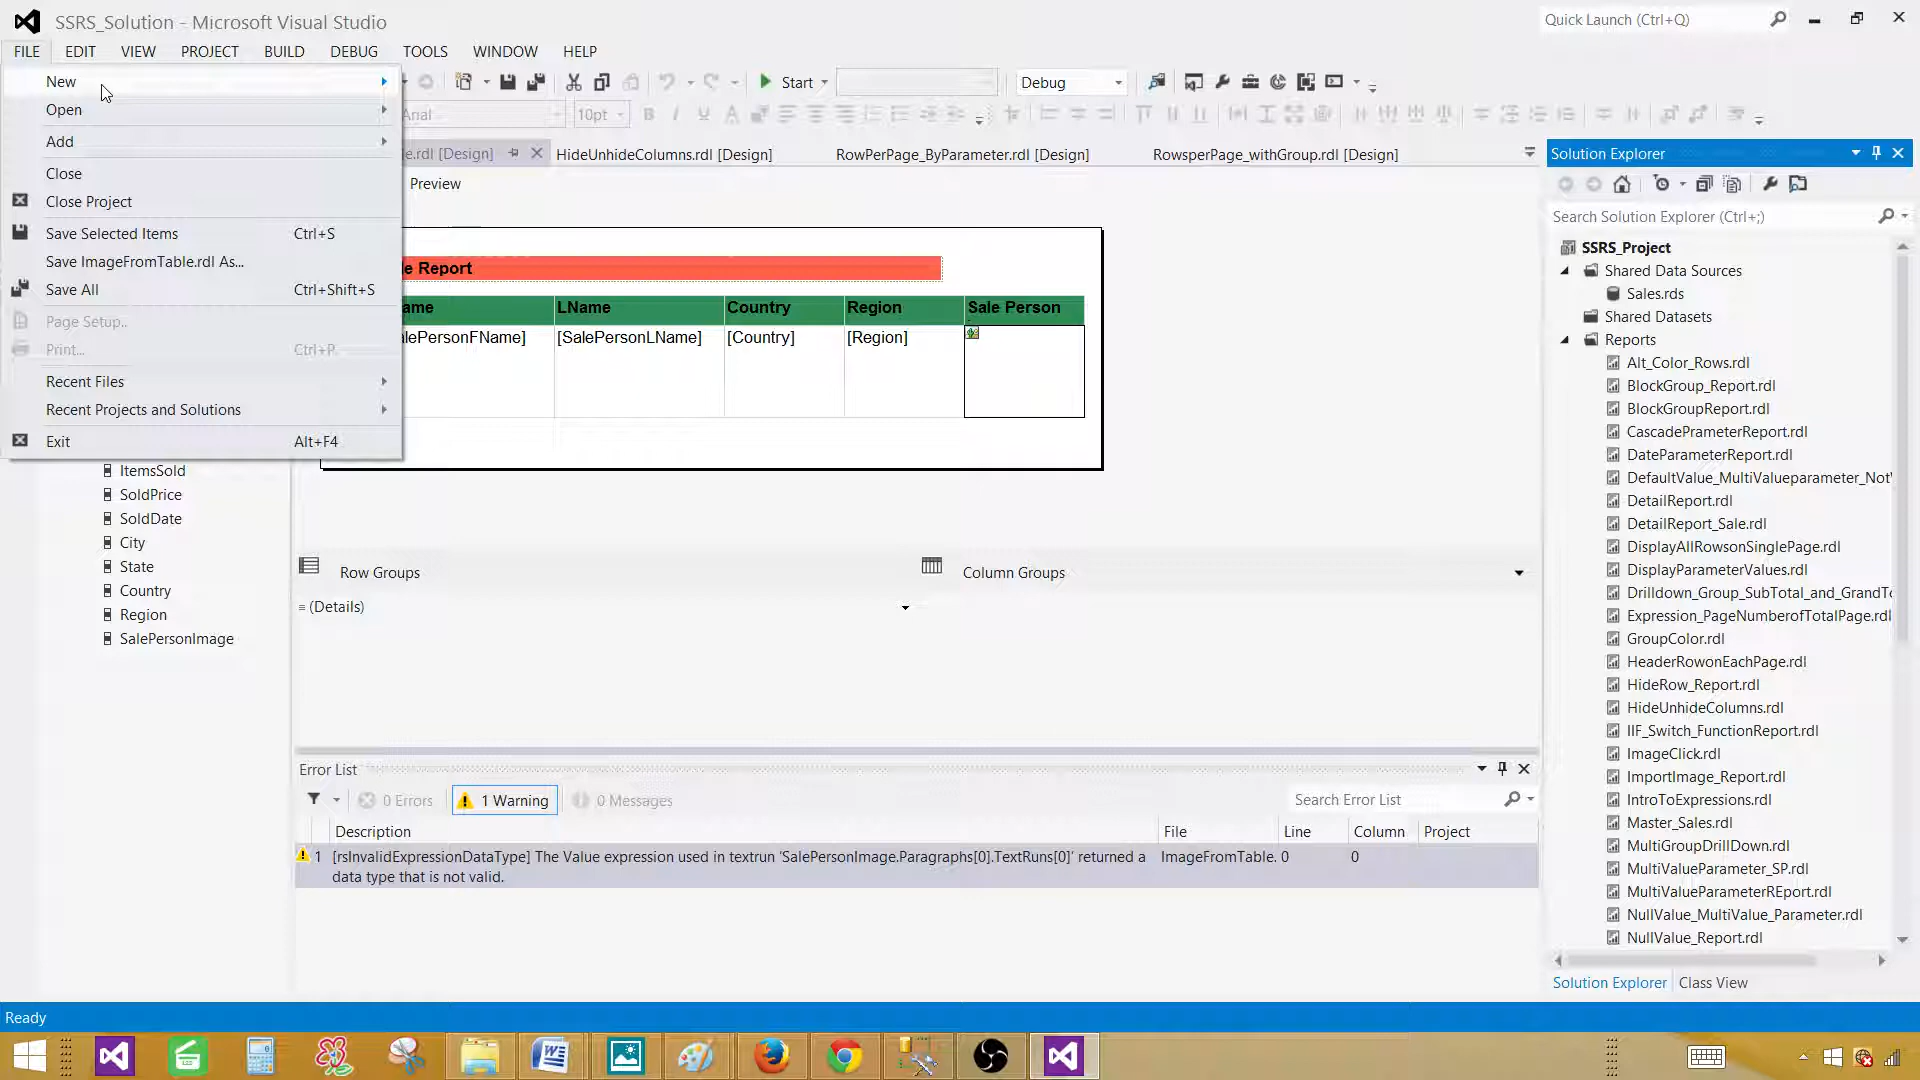 SSRS_Solution - Microsoft Visual Studio
Quick Launch (Ctrl+Q)
FILE EDIT VIEW PROJECT BUILD DEBUG TOOLS WINDOW HELP
New
Open
Add
Close
Close Project
Save Selected Items Ctrl+S
Save ImageFromTable.rdl As...
Save All Ctrl+Shift+S
Page Setup...
Print... Ctrl+P
Recent Files
Recent Projects and Solutions
Exit Alt+F4
Start
Debug
Arial 10pt B I U A
e.rdl [Design] HideUnhideColumns.rdl [Design] RowPerPage_ByParameter.rdl [Design] RowsperPage_withGroup.rdl [Design]
Preview
le Report
ame LName Country Region Sale Person
alePersonFName] [SalePersonLName] [Country] [Region]
ItemsSold
SoldPrice
SoldDate
City
State
Country
Region
SalePersonImage
Row Groups
Column Groups
(Details)
Error List
0 Errors 1 Warning 0 Messages
Search Error List
Description File Line Column Project
1 [rsInvalidExpressionDataType] The Value expression used in textrun 'SalePersonImage.Paragraphs[0].TextRuns[0]' returned a ImageFromTable. 0 0
data type that is not valid.
Solution Explorer
Search Solution Explorer (Ctrl+;)
SSRS_Project
Shared Data Sources
Sales.rds
Shared Datasets
Reports
Alt_Color_Rows.rdl
BlockGroup_Report.rdl
BlockGroupReport.rdl
CascadePrameterReport.rdl
DateParameterReport.rdl
DefaultValue_MultiValueparameter_Not
DetailReport.rdl
DetailReport_Sale.rdl
DisplayAllRowsonSinglePage.rdl
DisplayParameterValues.rdl
Drilldown_Group_SubTotal_and_GrandTo
Expression_PageNumberofTotalPage.rdl
GroupColor.rdl
HeaderRowonEachPage.rdl
HideRow_Report.rdl
HideUnhideColumns.rdl
IIF_Switch_FunctionReport.rdl
ImageClick.rdl
ImportImage_Report.rdl
IntroToExpressions.rdl
Master_Sales.rdl
MultiGroupDrillDown.rdl
MultiValueParameter_SP.rdl
MultiValueParameterREport.rdl
NullValue_MultiValue_Parameter.rdl
NullValue_Report.rdl
Solution Explorer Class View
Ready